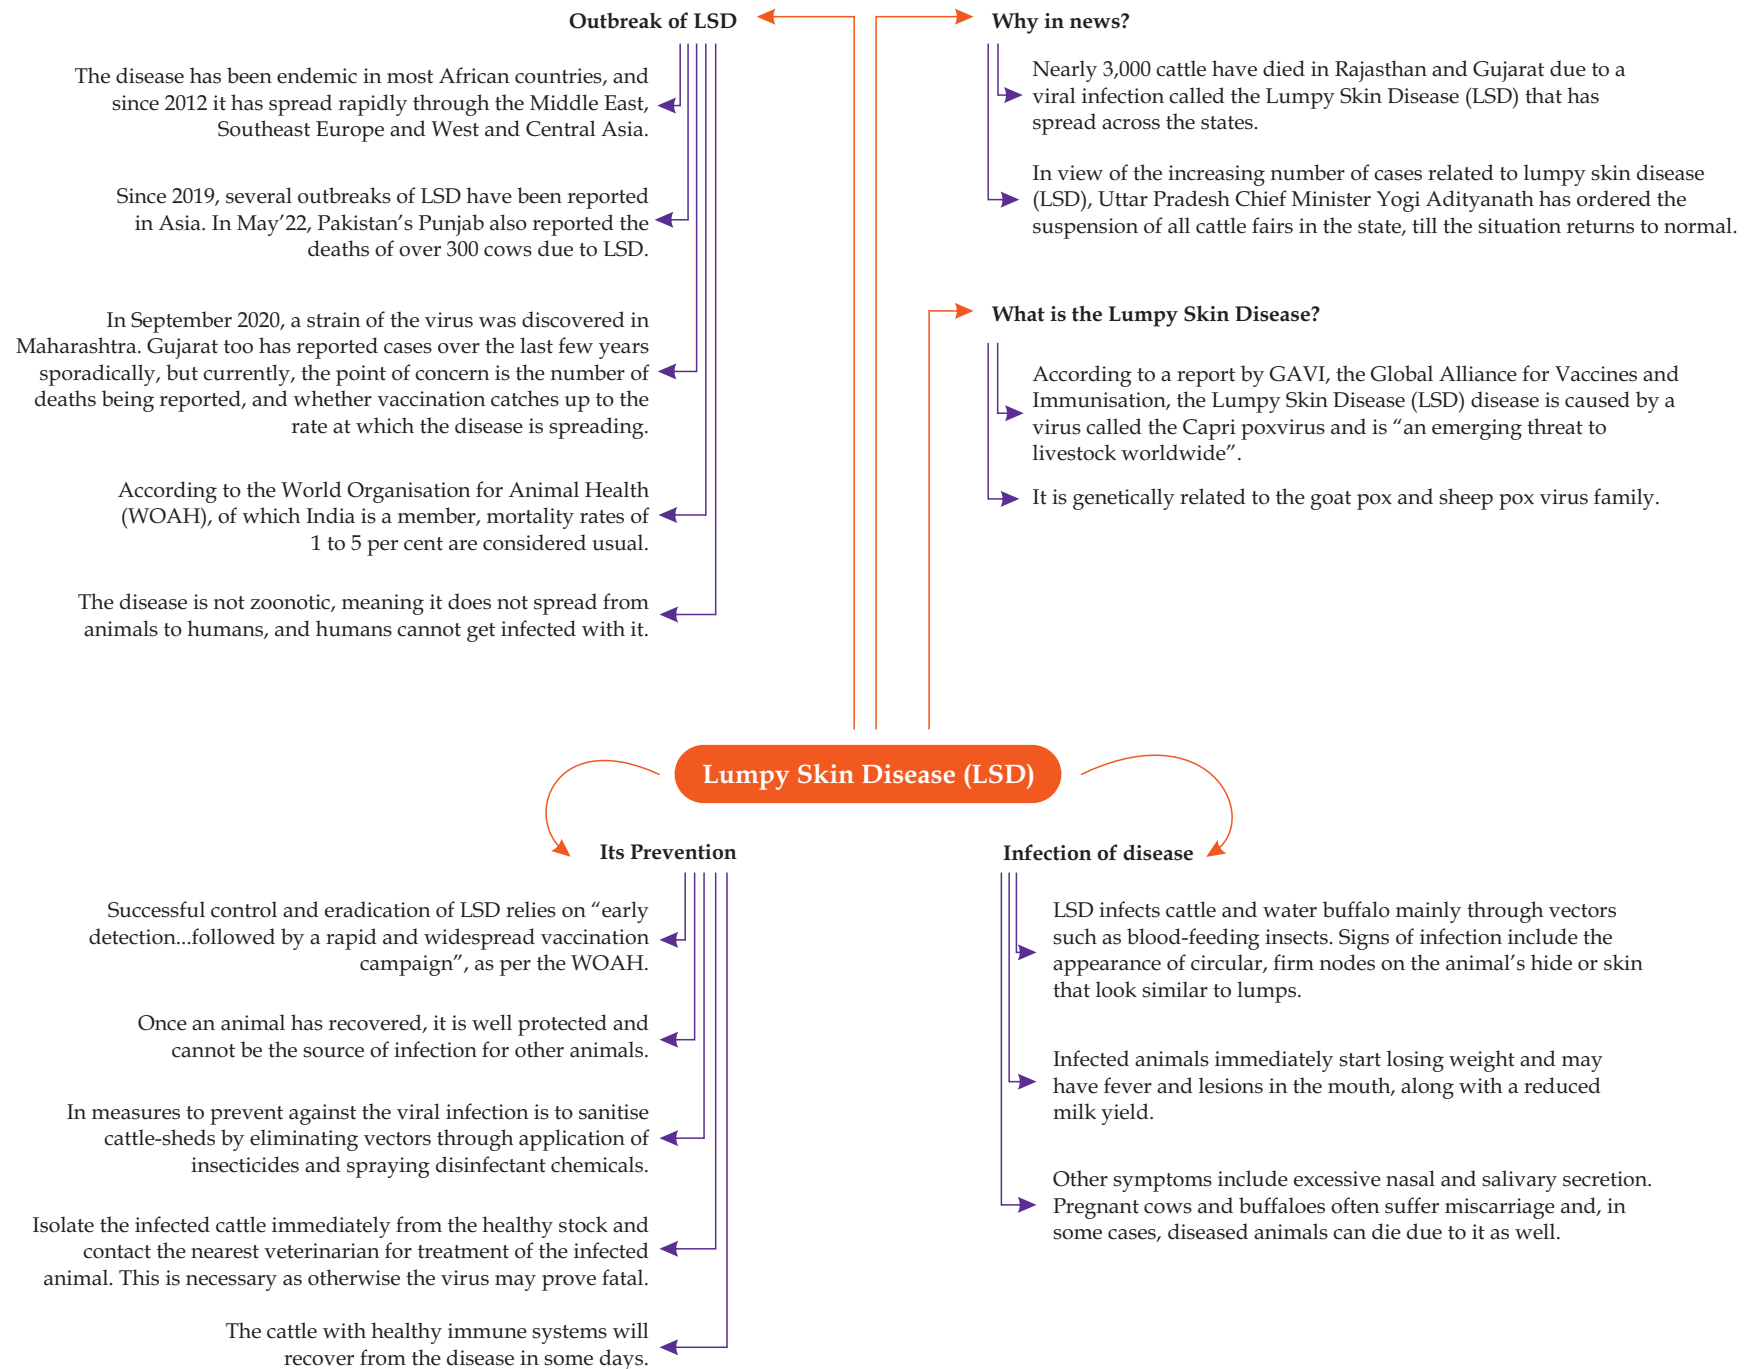 Outbreak of LSD
The disease has been endemic in most African countries, and
since 2012 it has spread rapidly through the Middle East,
Southeast Europe and West and Central Asia.
Since 2019, several outbreaks of LSD have been reported
in Asia. In May’22, Pakistan’s Punjab also reported the
deaths of over 300 cows due to LSD.
In September 2020, a strain of the virus was discovered in
Maharashtra. Gujarat too has reported cases over the last few years
sporadically, but currently, the point of concern is the number of
deaths being reported, and whether vaccination catches up to the
rate at which the disease is spreading.
According to the World Organisation for Animal Health
(WOAH), of which India is a member, mortality rates of
1 to 5 per cent are considered usual.
The disease is not zoonotic, meaning it does not spread from
animals to humans, and humans cannot get infected with it.
Why in news?
Nearly 3,000 cattle have died in Rajasthan and Gujarat due to a
viral infection called the Lumpy Skin Disease (LSD) that has
spread across the states.
In view of the increasing number of cases related to lumpy skin disease
(LSD), Uttar Pradesh Chief Minister Yogi Adityanath has ordered the
suspension of all cattle fairs in the state, till the situation returns to normal.
What is the Lumpy Skin Disease?
According to a report by GAVI, the Global Alliance for Vaccines and
Immunisation, the Lumpy Skin Disease (LSD) disease is caused by a
virus called the Capri poxvirus and is “an emerging threat to
livestock worldwide”.
It is genetically related to the goat pox and sheep pox virus family.
Lumpy Skin Disease (LSD)
Its Prevention
Successful control and eradication of LSD relies on “early
detection...followed by a rapid and widespread vaccination
campaign”, as per the WOAH.
Once an animal has recovered, it is well protected and
cannot be the source of infection for other animals.
In measures to prevent against the viral infection is to sanitise
cattle-sheds by eliminating vectors through application of
insecticides and spraying disinfectant chemicals.
Isolate the infected cattle immediately from the healthy stock and
contact the nearest veterinarian for treatment of the infected
animal. This is necessary as otherwise the virus may prove fatal.
The cattle with healthy immune systems will
recover from the disease in some days.
Infection of disease
LSD infects cattle and water buffalo mainly through vectors
such as blood-feeding insects. Signs of infection include the
appearance of circular, firm nodes on the animal’s hide or skin
that look similar to lumps.
Infected animals immediately start losing weight and may
have fever and lesions in the mouth, along with a reduced
milk yield.
Other symptoms include excessive nasal and salivary secretion.
Pregnant cows and buffaloes often suffer miscarriage and, in
some cases, diseased animals can die due to it as well.